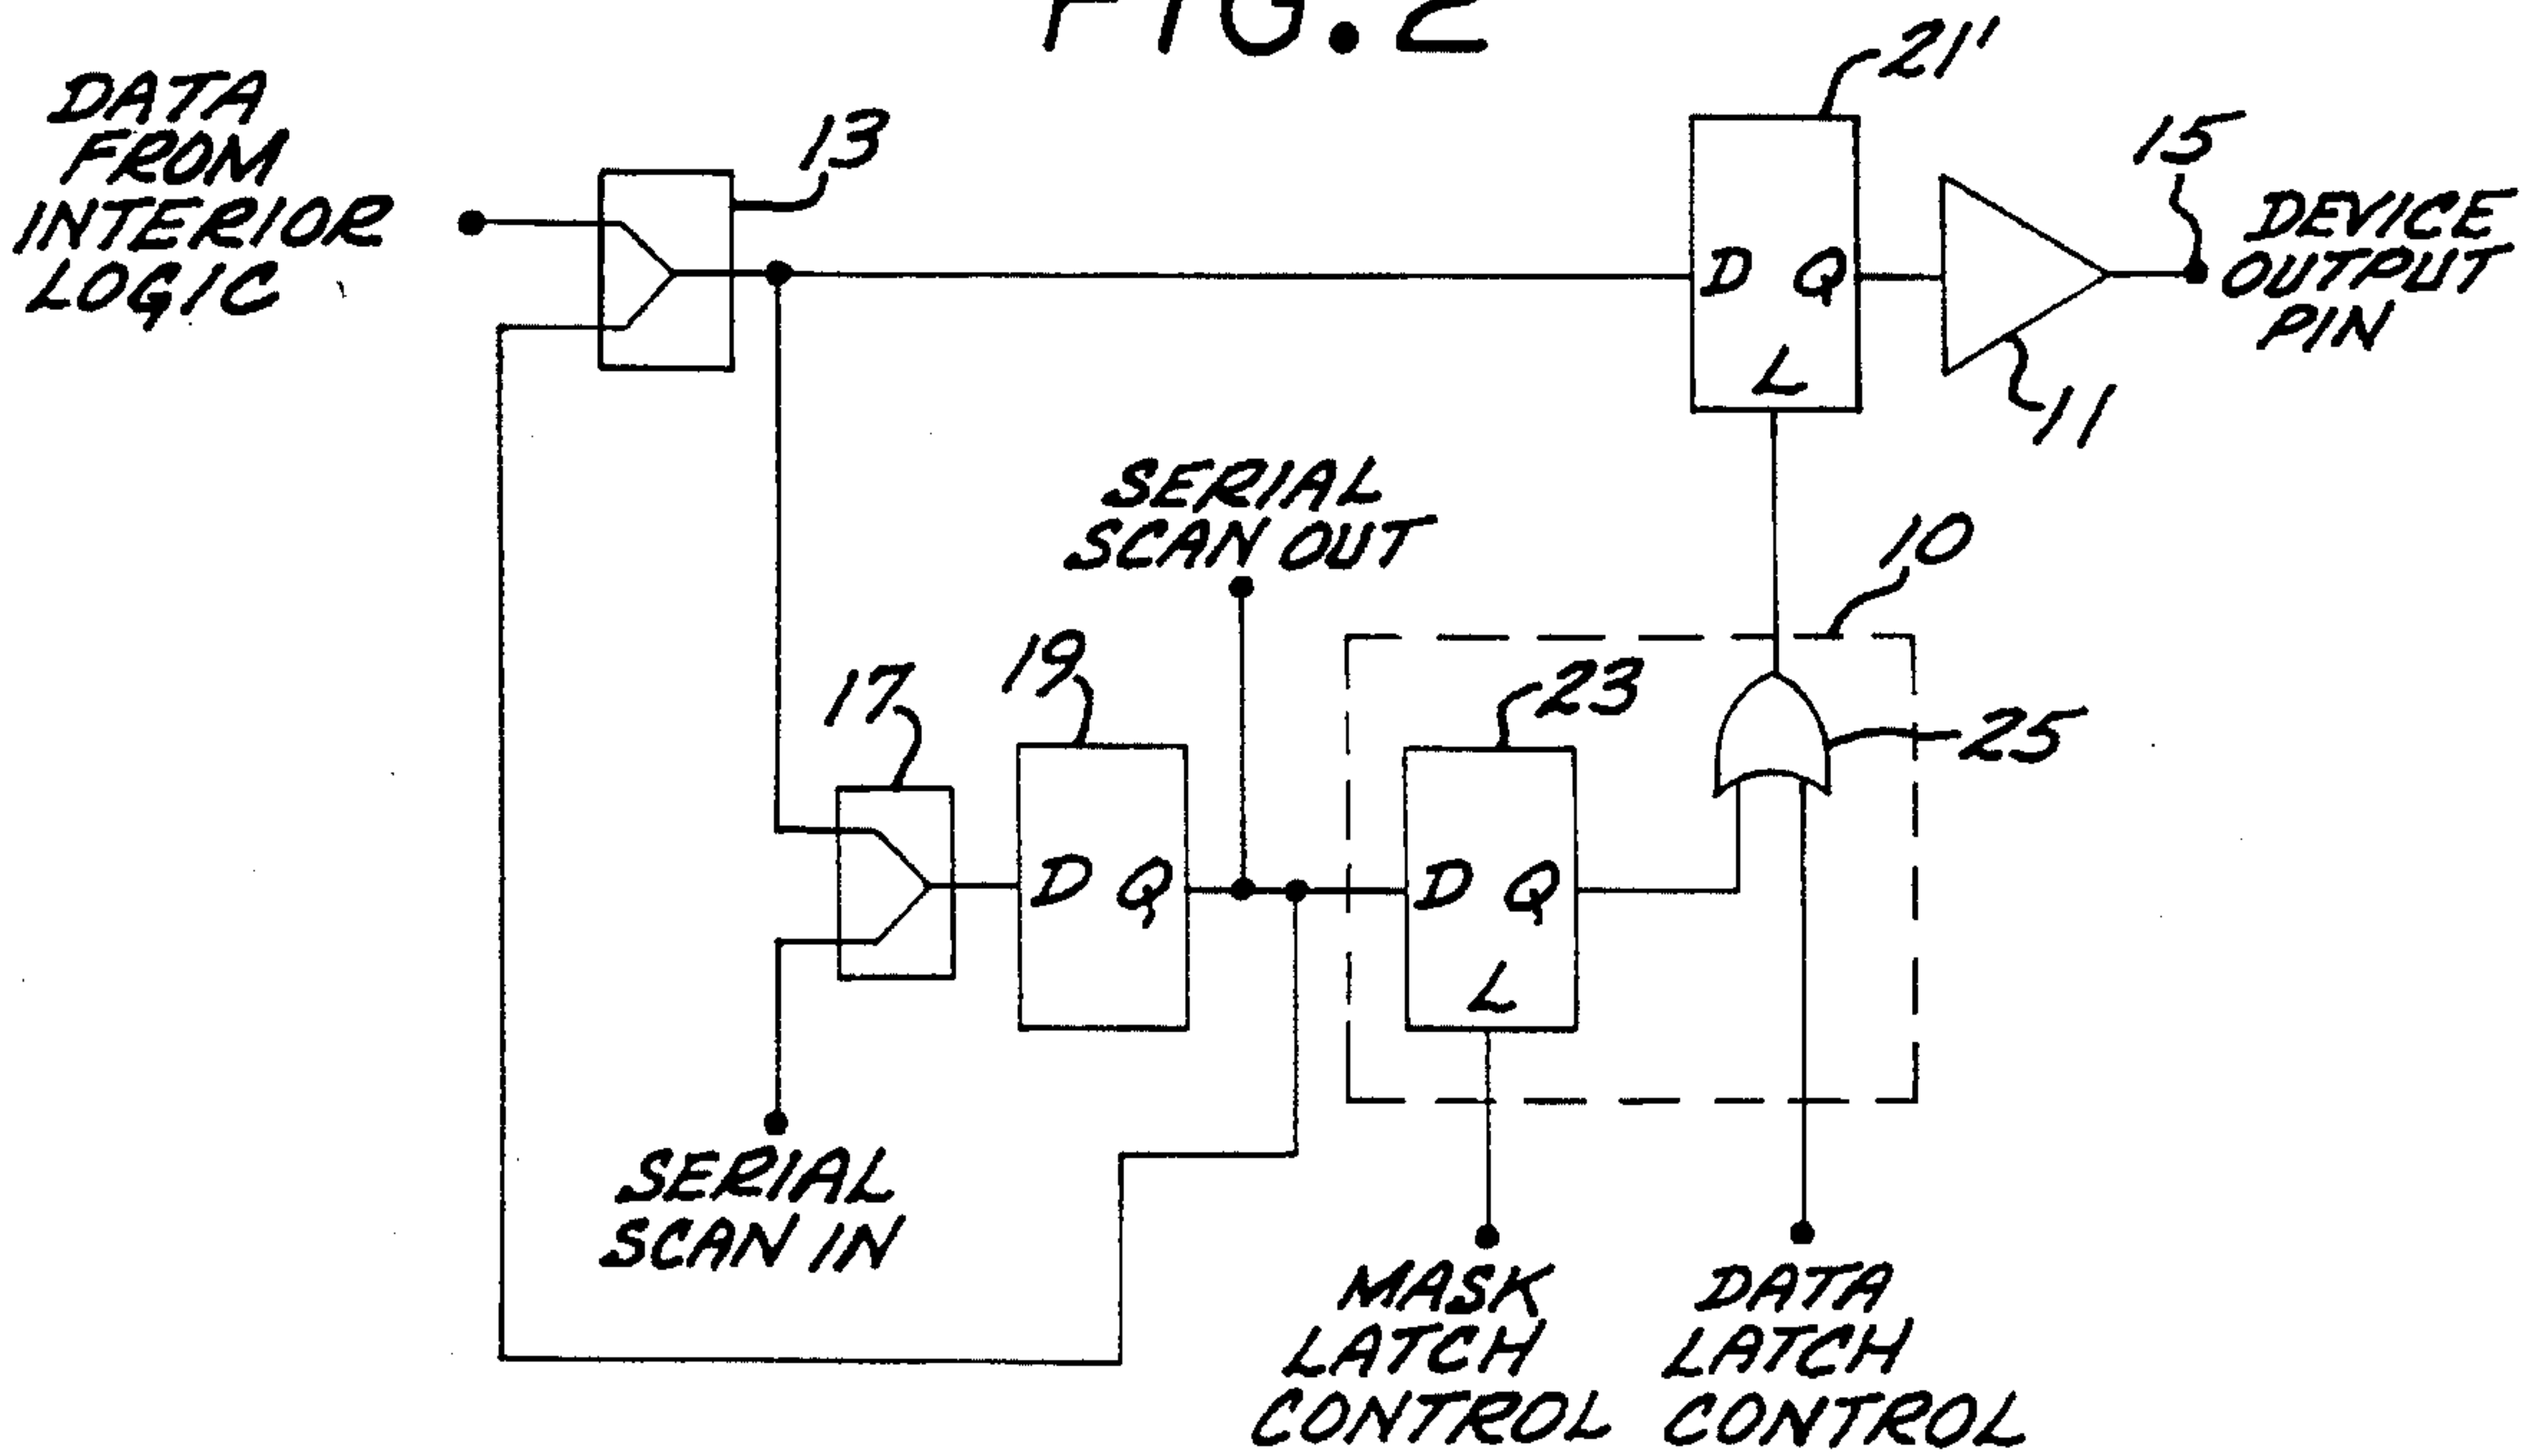 FIG. 2
DATA
FROM
INTERIOR
LOGIC
13
21'
15
DEVICE
OUTPUT
PIN
D Q
L
11
SERIAL
SCAN OUT
10
17
19
23
25
D Q
D Q
L
SERIAL
SCAN IN
MASK
LATCH
CONTROL
DATA
LATCH
CONTROL